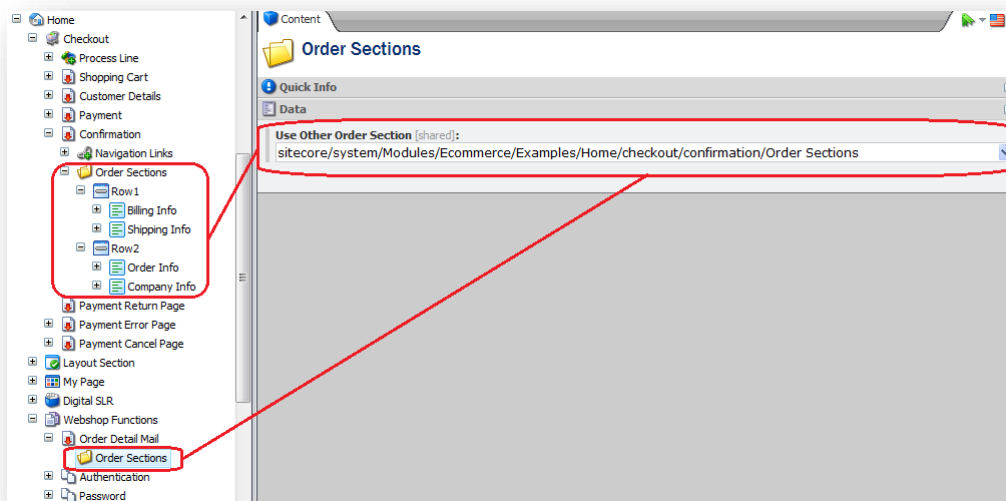 Home
Checkout
Process Line
Shopping Cart
Customer Details
Payment
Confirmation
Navigation Links
Order Sections
Row1
Billing Info
Shipping Info
Row2
Order Info
Company Info
Payment Return Page
Payment Error Page
Payment Cancel Page
Layout Section
My Page
Digital SLR
Webshop Functions
Order Detail Mail
Order Sections
Authentication
Password
Content
Order Sections
Quick Info
Data
Use Other Order Section [shared]:
sitecore/system/Modules/Ecommerce/Examples/Home/checkout/confirmation/Order Sections